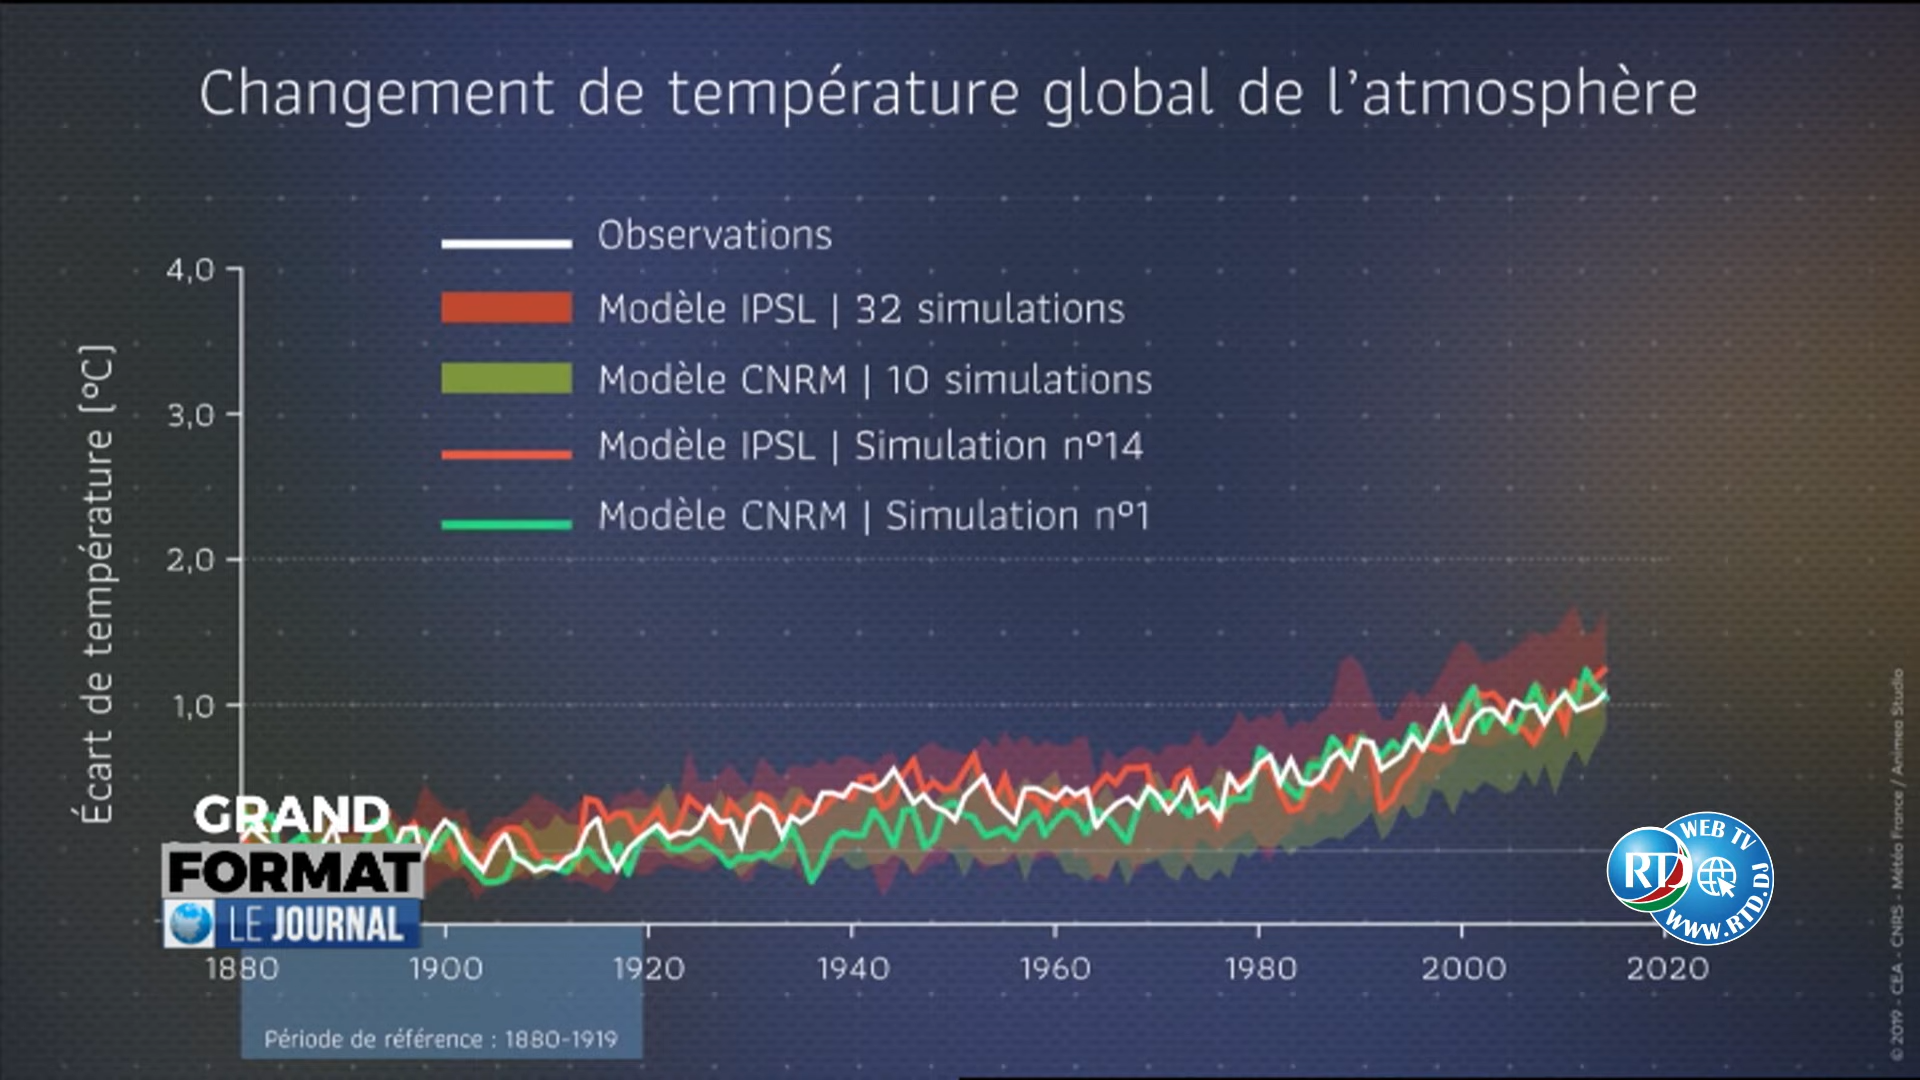 Changement de température global de l'atmosphère
Observations
Modèle IPSL | 32 simulations
Modèle CNRM | 10 simulations
Modèle IPSL | Simulation nº14
Modèle CNRM | Simulation nº1
Écart de température (ºC)
4,0
3,0
2,0
1,0
GRAND
FORMAT
LE JOURNAL
1880 1900 1920 1940 1960 1980 2000 2020
Période de référence : 1880-1919
RTD
WEB TV
WWW.RTD.DJ
© 2019 - CEA - CNRS - Météo France / Animea Studio